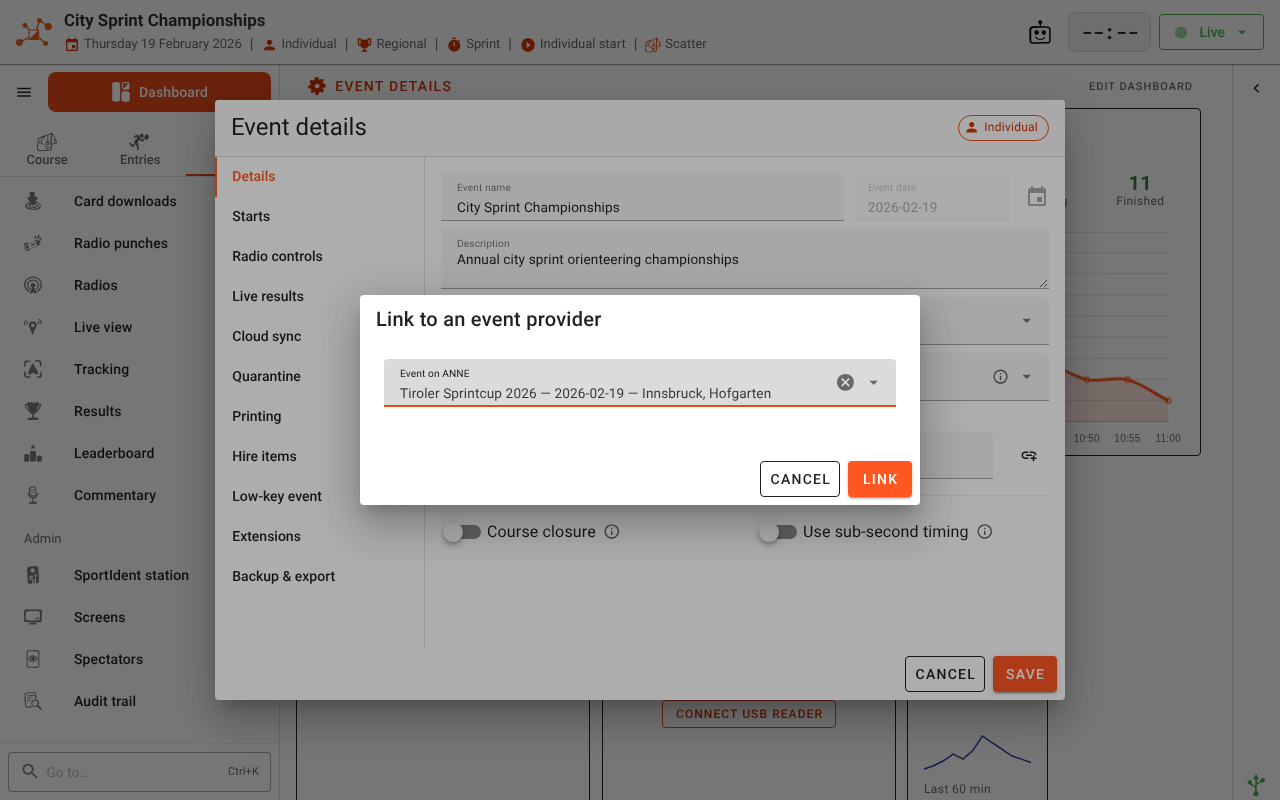 City Sprint Championships
Thursday 19 February 2026 | Individual | Regional | Sprint | Individual start | Scatter
--:--
Live
Dashboard
EVENT DETAILS
EDIT DASHBOARD
Course
Entries
Card downloads
Radio punches
Radios
Live view
Tracking
Results
Leaderboard
Commentary
Admin
SportIdent station
Screens
Spectators
Audit trail
Go to...
Ctrl+K
Event details
Individual
Details
Starts
Radio controls
Live results
Cloud sync
Quarantine
Printing
Hire items
Low-key event
Extensions
Backup & export
Event name
City Sprint Championships
Event date
2026-02-19
Description
Annual city sprint orienteering championships
Link to an event provider
Event on ANNE
Tiroler Sprintcup 2026 — 2026-02-19 — Innsbruck, Hofgarten
CANCEL
LINK
Course closure
Use sub-second timing
CANCEL
SAVE
11
Finished
10:50 10:55 11:00
CONNECT USB READER
Last 60 min